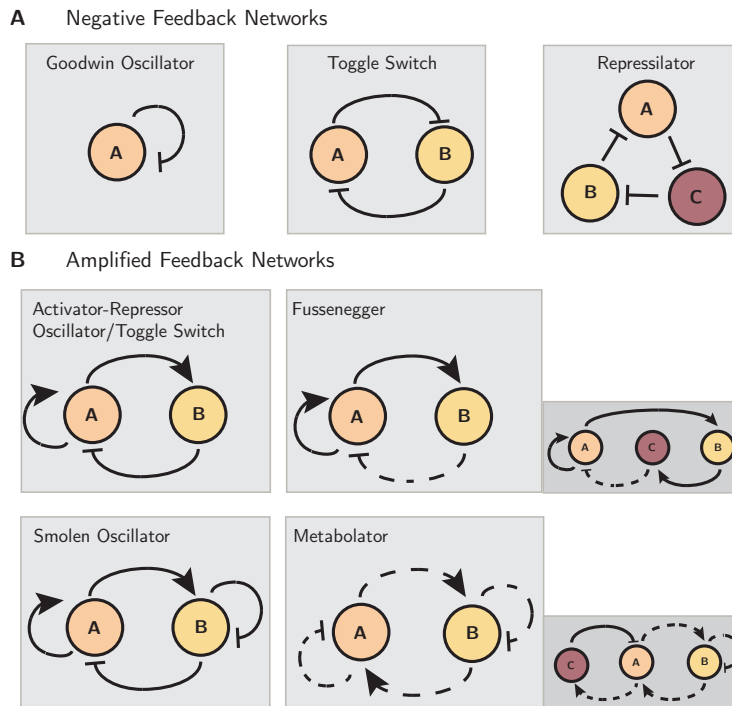 A Negative Feedback Networks
Goodwin Oscillator
A
Toggle Switch
A
B
Repressilator
A
B
C
B Amplified Feedback Networks
Activator-Repressor
Oscillator/Toggle Switch
A
B
Fussenegger
A
B
A
C
B
Smolen Oscillator
A
B
Metabolator
A
B
C
A
B